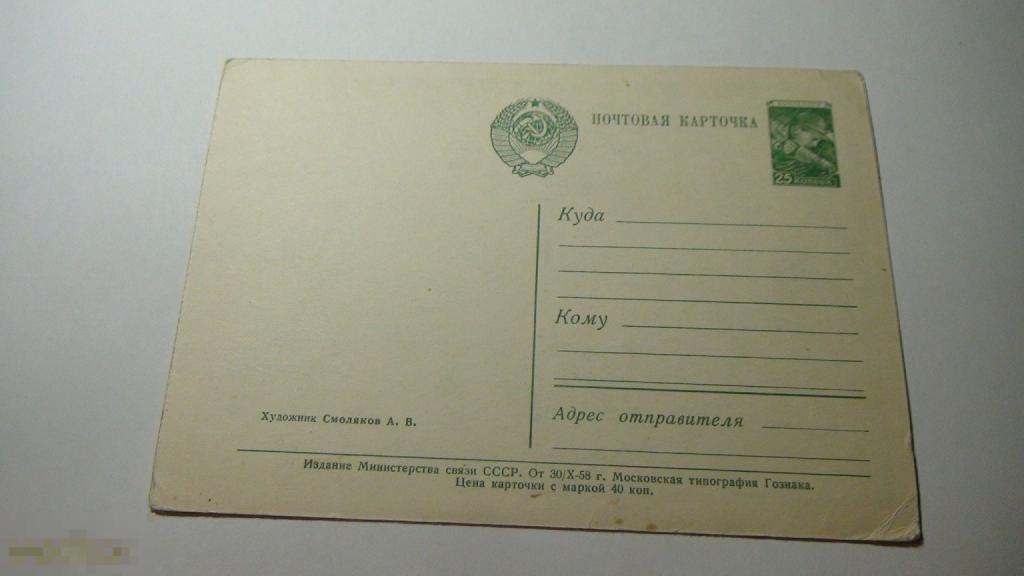 ПОЧТОВАЯ КАРТОЧКА
25
Куда
Кому
Адрес отправителя
Художник Смоляков А. В.
Издание Министерства связи СССР. От 30/X-58 г. Московская типография Гознака.
Цена карточки с маркой 40 коп.